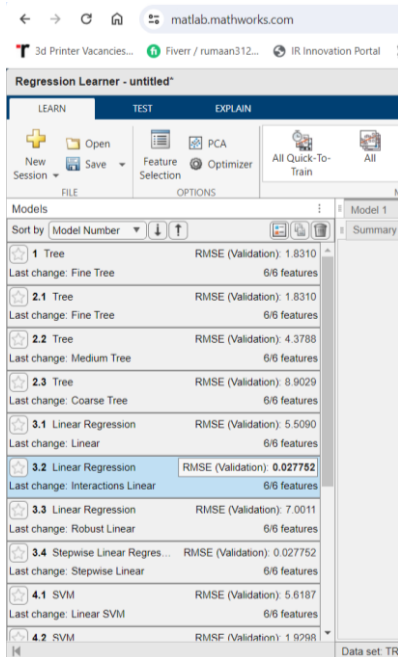 matlab.mathworks.com
3d Printer Vacancies... Fiverr / rumaan312... IR Innovation Portal
Regression Learner - untitled*
LEARN TEST EXPLAIN
New Session Open Save Feature Selection PCA Optimizer All Quick-To-Train All
FILE OPTIONS
Models Model 1
Sort by Model Number Summary
1 Tree RMSE (Validation): 1.8310
Last change: Fine Tree 6/6 features
2.1 Tree RMSE (Validation): 1.8310
Last change: Fine Tree 6/6 features
2.2 Tree RMSE (Validation): 4.3788
Last change: Medium Tree 6/6 features
2.3 Tree RMSE (Validation): 8.9029
Last change: Coarse Tree 6/6 features
3.1 Linear Regression RMSE (Validation): 5.5090
Last change: Linear 6/6 features
3.2 Linear Regression RMSE (Validation): 0.027752
Last change: Interactions Linear 6/6 features
3.3 Linear Regression RMSE (Validation): 7.0011
Last change: Robust Linear 6/6 features
3.4 Stepwise Linear Regres... RMSE (Validation): 0.027752
Last change: Stepwise Linear 6/6 features
4.1 SVM RMSE (Validation): 5.6187
Last change: Linear SVM 6/6 features
4.2 SVM RMSE (Validation): 1.9298
Data set: TR